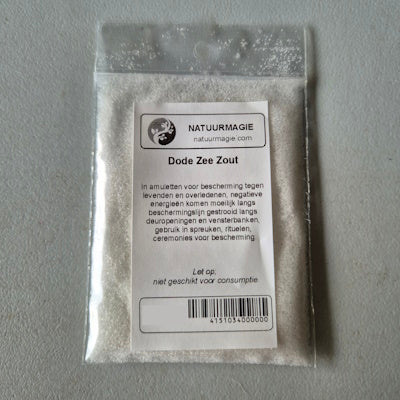 NATUURMAGIE
natuurmagie.com
Dode Zee Zout
In amuletten voor bescherming tegen
levenden en overledenen, negatieve
energieën komen moeilijk langs
beschermingslijn gestrooid langs
deuropeningen en vensterbanken,
gebruik in spreuken, rituelen,
ceremonies voor bescherming
Let op:
niet geschikt voor consumptie
4151034000000